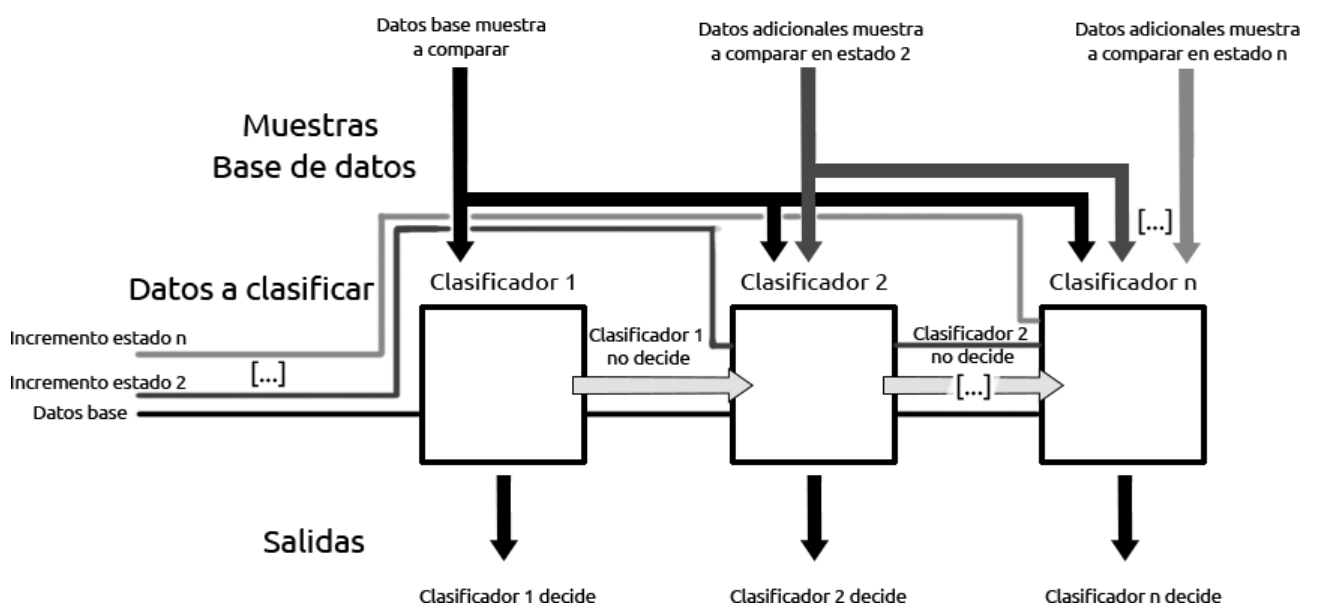 Datos base muestra
a comparar
Datos adicionales muestra
a comparar en estado 2
Datos adicionales muestra
a comparar en estado n
Muestras
Base de datos
[...]
Datos a clasificar
Clasificador 1
Clasificador 2
Clasificador n
Incremento estado n
[...]
Incremento estado 2
Datos base
Clasificador 1
no decide
Clasificador 2
no decide
[...]
Salidas
Clasificador 1 decide
Clasificador 2 decide
Clasificador n decide